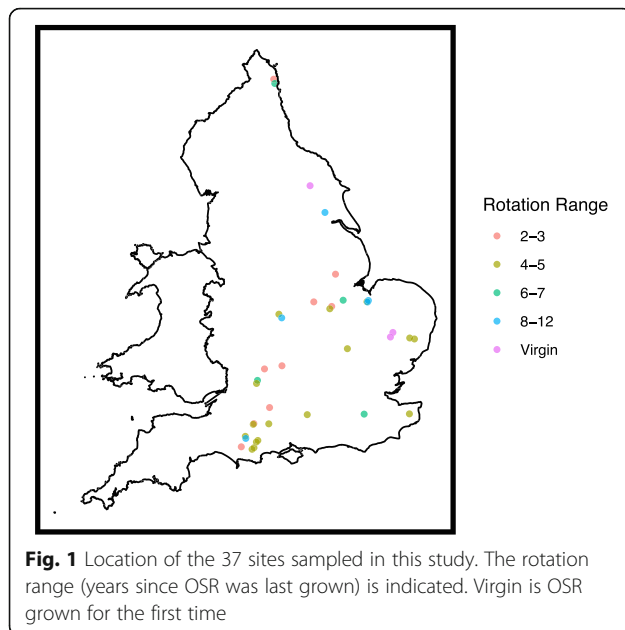 Rotation Range
2–3
4–5
6–7
8–12
Virgin
Fig. 1 Location of the 37 sites sampled in this study. The rotation
range (years since OSR was last grown) is indicated. Virgin is OSR
grown for the first time